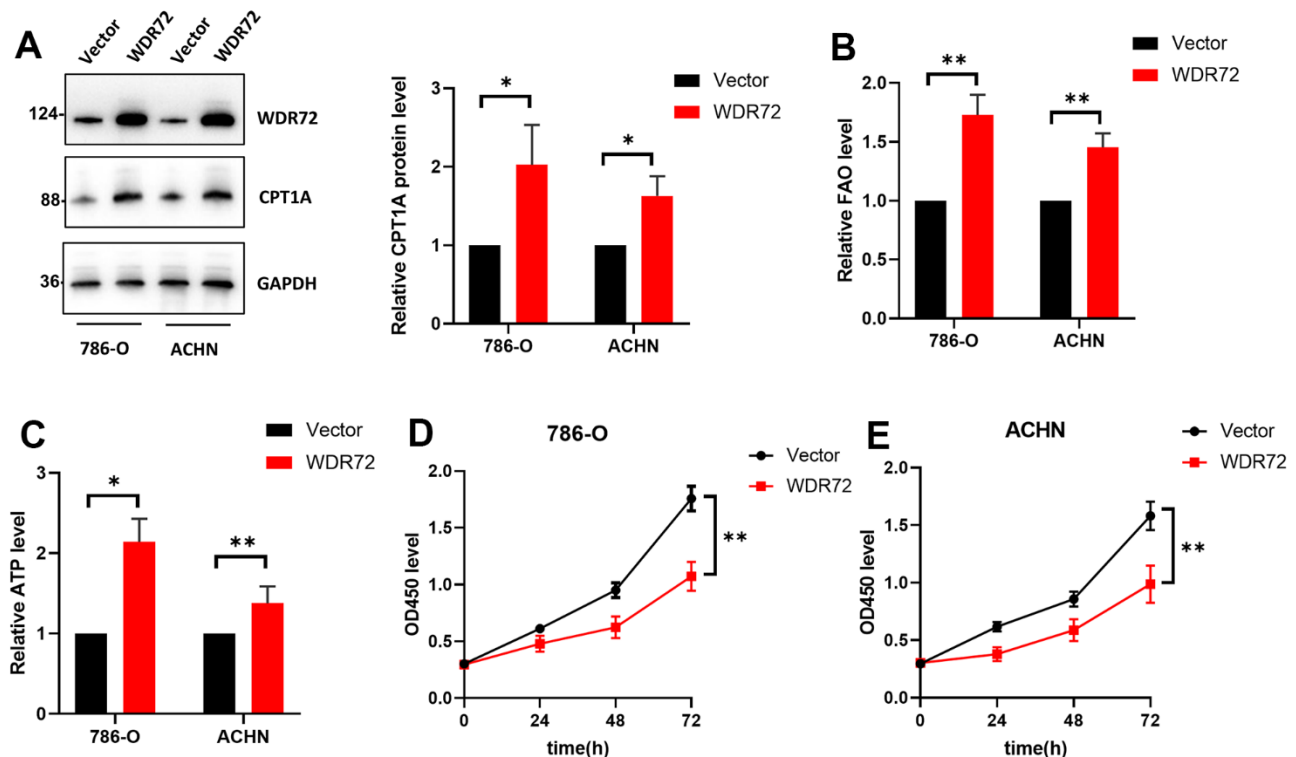 A
Vector WDR72 Vector WDR72
124-
WDR72
88-
CPT1A
36-
GAPDH
786-O ACHN
Vector
WDR72
Relative CPT1A protein level
3
2
1
0
*
*
786-O ACHN
B
Vector
WDR72
Relative FAO level
2.0
1.5
1.0
0.5
0.0
**
**
786-O ACHN
C
Vector
WDR72
Relative ATP level
3
2
1
0
*
**
786-O ACHN
D
786-O
Vector
WDR72
OD450 level
2.0
1.5
1.0
0.5
0.0
**
0 24 48 72
time(h)
E
ACHN
Vector
WDR72
OD450 level
2.0
1.5
1.0
0.5
0.0
**
0 24 48 72
time(h)